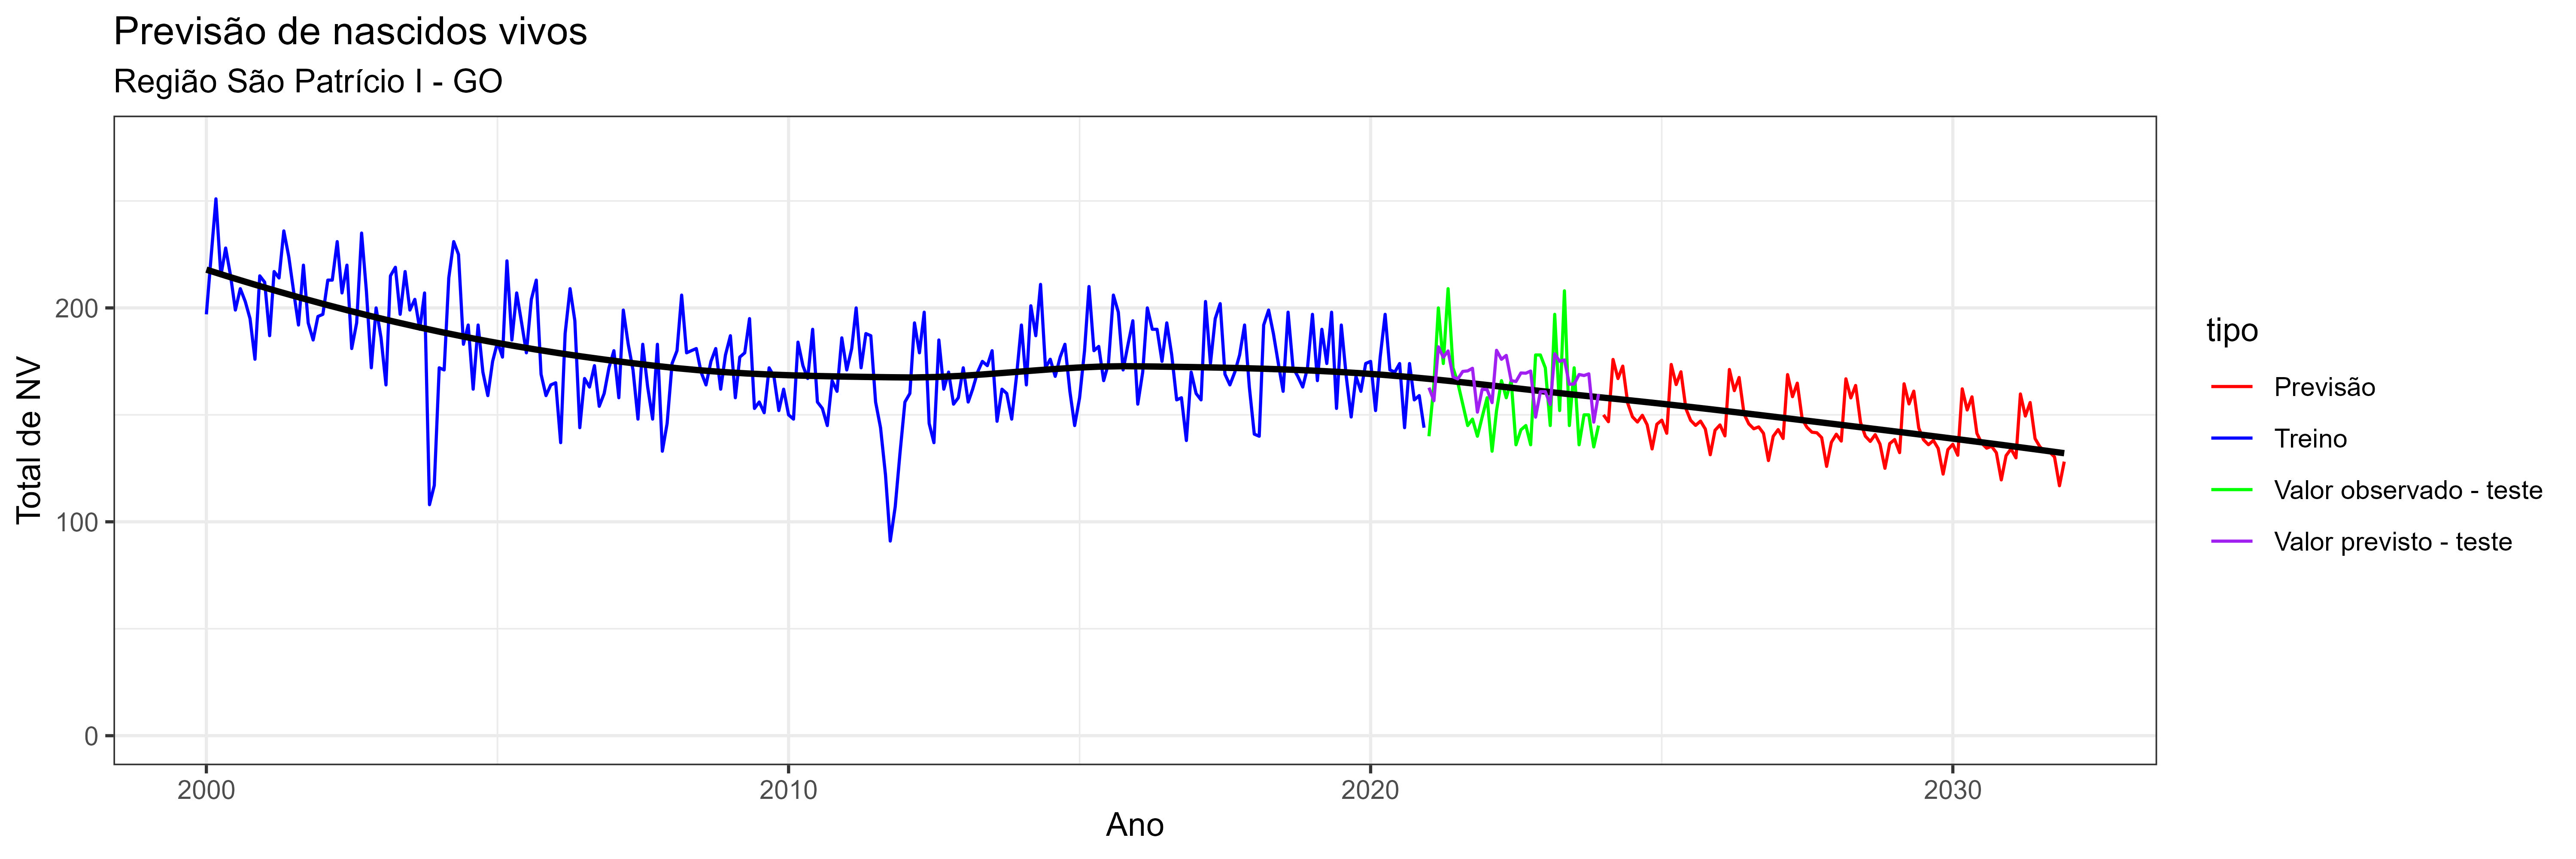 Previsão de nascidos vivos
Região São Patrício I - GO
Total de NV
200
100
0
2000
2010
2020
2030
Ano
tipo
Previsão
Treino
Valor observado - teste
Valor previsto - teste